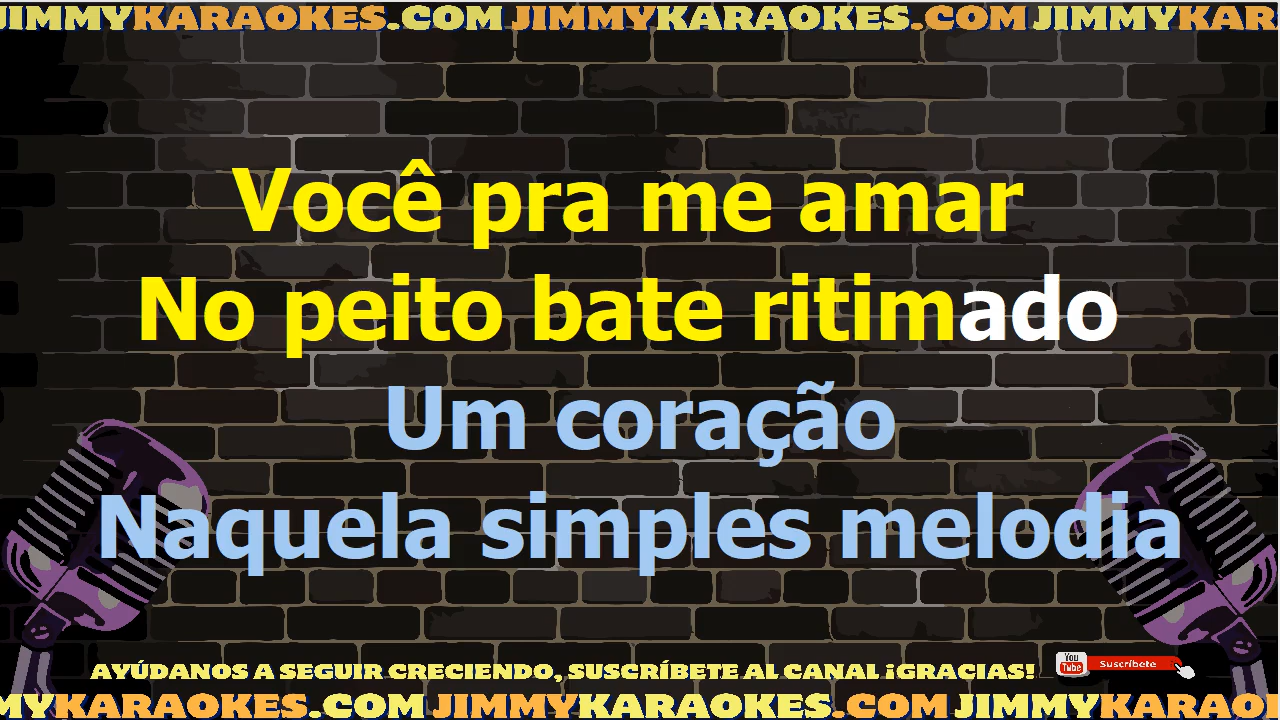 JIMMYKARAOKES.COM JIMMYKARAOKES.COM JIMMYKAR
Você pra me amar
No peito bate ritimado
Um coração
Naquela simples melodia
AYÚDANOS A SEGUIR CRECIENDO, SUSCRÍBETE AL CANAL ¡GRACIAS!
You Tube Suscríbete
MYKARAOKES.COM JIMMYKARAOKES.COM JIMMYKARAO